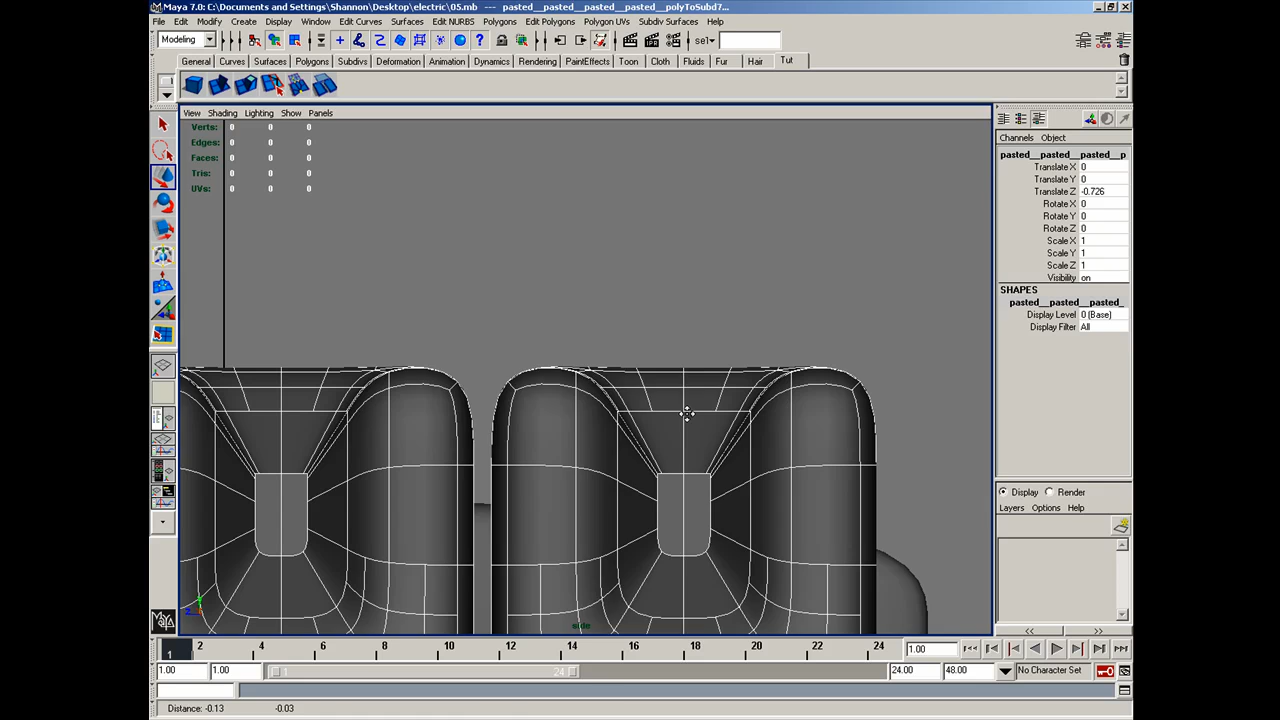 Maya 7.0: C:\Documents and Settings\Shannon\Desktop\electric\05.mb --- pasted__pasted__pasted__pasted__polyToSubd7...
File Edit Modify Create Display Window Edit Curves Surfaces Edit NURBS Polygons Edit Polygons Polygon UVs Subdiv Surfaces Help
Modeling sel
General Curves Surfaces Polygons Subdivs Deformation Animation Dynamics Rendering PaintEffects Toon Cloth Fluids Fur Hair Tut
View Shading Lighting Show Panels
Verts: 0 0 0
Edges: 0 0 0
Faces: 0 0 0
Tris: 0 0 0
UVs: 0 0 0
side
Channels Object
pasted__pasted__pasted__p
Translate X 0
Translate Y 0
Translate Z -0.726
Rotate X 0
Rotate Y 0
Rotate Z 0
Scale X 1
Scale Y 1
Scale Z 1
Visibility on
SHAPES
pasted__pasted__pasted_
Display Level 0 (Base)
Display Filter All
Display Render
Layers Options Help
<< >>
1 2 4 6 8 10 12 14 16 18 20 22 24 1.00
1.00 1.00 1 24 24.00 48.00 No Character Set
Distance: -0.13 -0.03